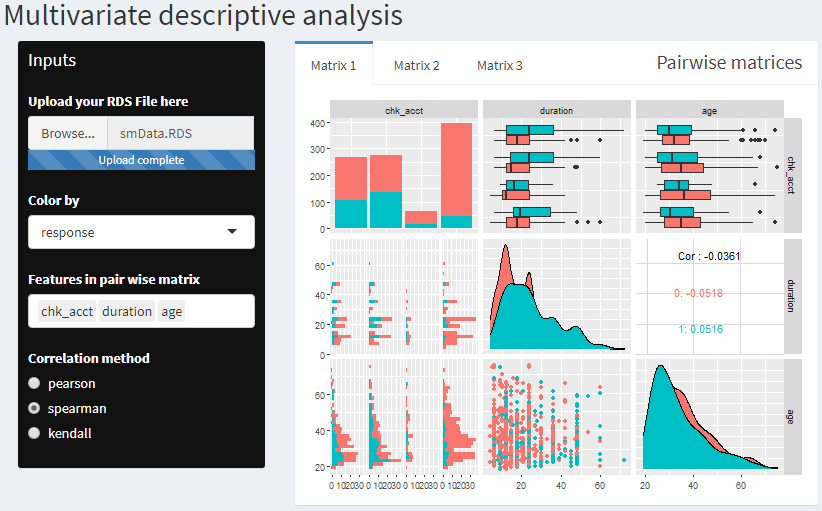 Multivariate descriptive analysis
Inputs
Upload your RDS File here
Browse... smData.RDS
Upload complete
Color by
response
Features in pair wise matrix
chk_acct duration age
Correlation method
pearson
spearman
kendall
Matrix 1 Matrix 2 Matrix 3 Pairwise matrices
chk_acct duration age
400
300
200
100
0
chk_acct
60
40
20
0
Cor : -0.0361
0: -0.0518
1: 0.0516
duration
60
40
20
age
0 102030 0 102030 0 102030 0 102030 20 40 60 20 40 60